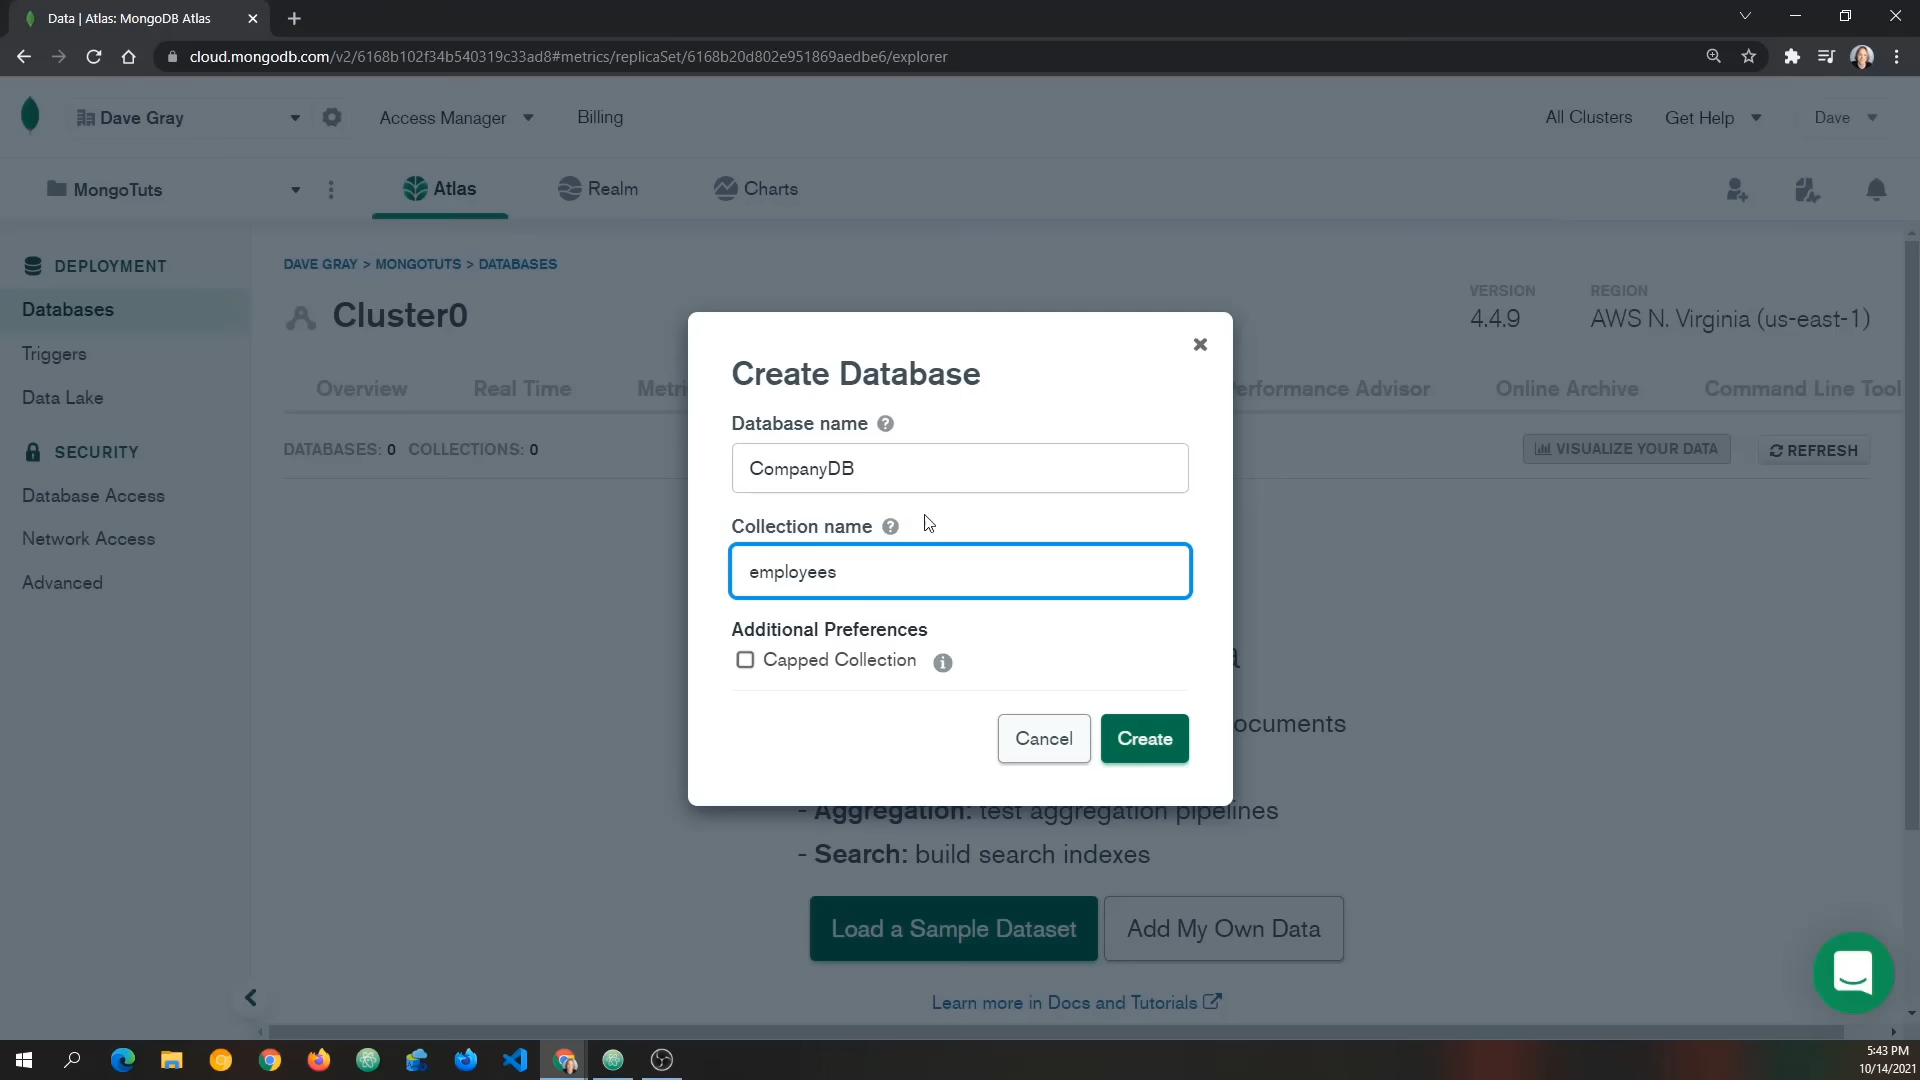 Data | Atlas: MongoDB Atlas
cloud.mongodb.com/v2/6168b102f34b540319c33ad8#metrics/replicaSet/6168b20d802e951869aedbe6/explorer
Dave Gray
Access Manager
Billing
All Clusters
Get Help
Dave
MongoTuts
Atlas
Realm
Charts
DEPLOYMENT
Databases
Triggers
Data Lake
SECURITY
Database Access
Network Access
Advanced
DAVE GRAY > MONGOTUTS > DATABASES
Cluster0
VERSION
4.4.9
REGION
AWS N. Virginia (us-east-1)
Overview
Real Time
Metri
erformance Advisor
Online Archive
Command Line Tool
DATABASES: 0 COLLECTIONS: 0
VISUALIZE YOUR DATA
REFRESH
Create Database
Database name
CompanyDB
Collection name
employees
Additional Preferences
Capped Collection
Cancel
Create
ocuments
- Aggregation: test aggregation pipelines
- Search: build search indexes
Load a Sample Dataset
Add My Own Data
Learn more in Docs and Tutorials
5:43 PM
10/14/2021